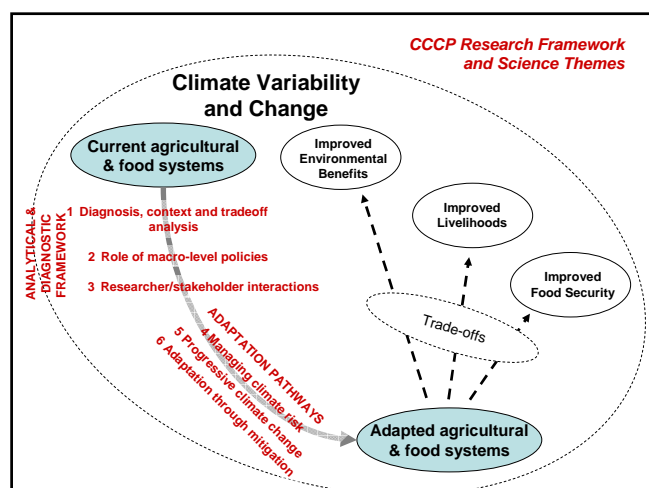 CCCP Research Framework
and Science Themes
Climate Variability
and Change
Current agricultural
& food systems
Improved
Environmental
Benefits
Improved
Livelihoods
Improved
Food Security
ANALYTICAL &
DIAGNOSTIC
FRAMEWORK
1 Diagnosis, context and tradeoff
analysis
2 Role of macro-level policies
3 Researcher/stakeholder interactions
ADAPTATION PATHWAYS
4 Managing climate risk
5 Progressive climate change
6 Adaptation through mitigation
Trade-offs
Adapted agricultural
& food systems